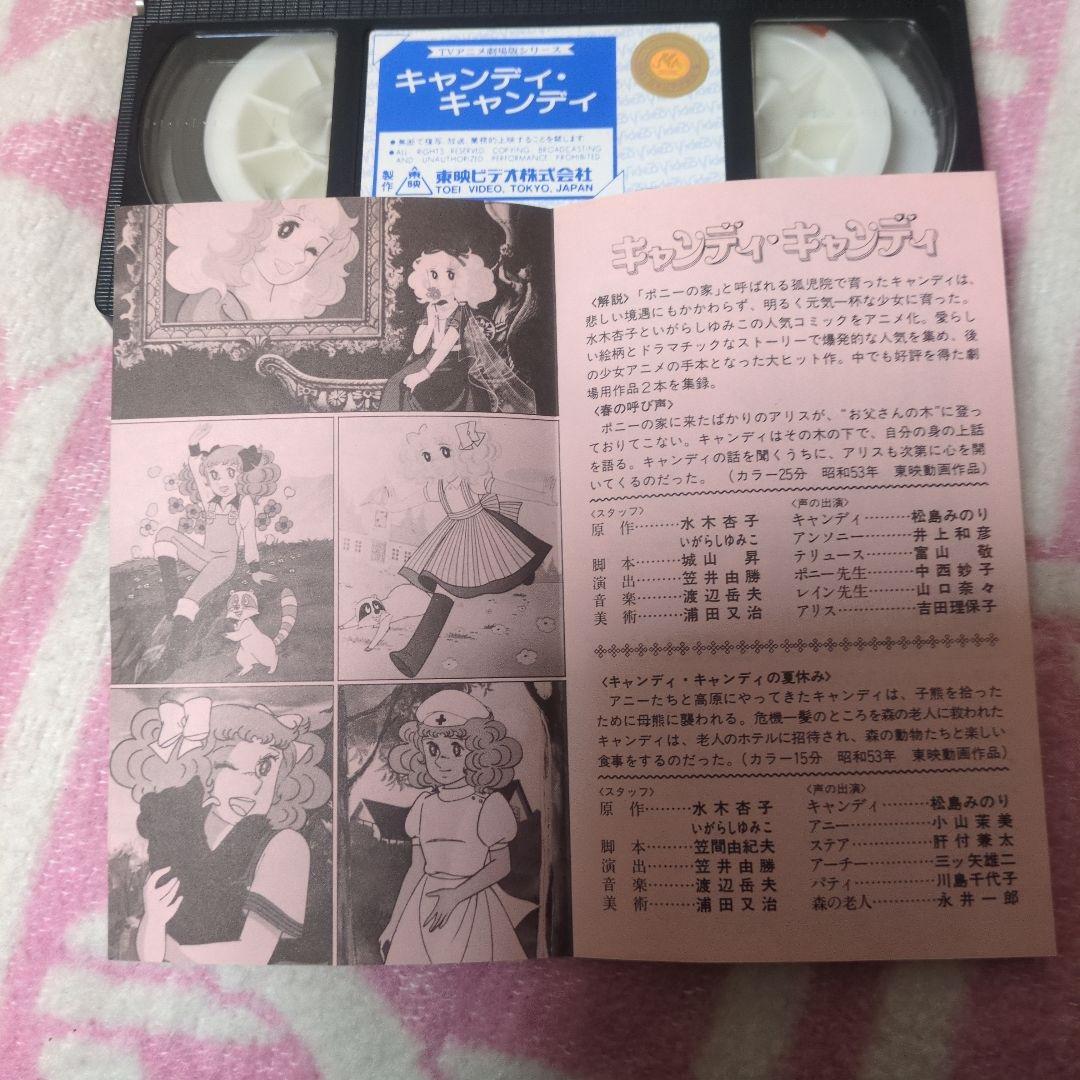 TVアニメ劇場版シリーズ
キャンディ・
キャンディ
●無断で複写、放送、業務的上映することを禁じます。
●ALL RIGHTS RESERVED. COPYING, BROADCASTING
AND UNAUTHORIZED PERFORMANCE PROHIBITED
製作 東映 東映ビデオ株式会社
TOEI VIDEO, TOKYO, JAPAN
キャンディ・キャンディ
〈解説〉「ポニーの家」と呼ばれる孤児院で育ったキャンディは、
悲しい境遇にもかかわらず、明るく元気一杯な少女に育った。
水木杏子といがらしゆみこの人気コミックをアニメ化。愛らし
い絵柄とドラマチックなストーリーで爆発的な人気を集め、後
の少女アニメの手本となった大ヒット作。中でも好評を得た劇
場用作品2本を集録。
〈春の呼び声〉
ポニーの家に来たばかりのアリスが、“お父さんの木”に登っ
ておりてこない。キャンディはその木の下で、自分の身の上話
を語る。キャンディの話を聞くうちに、アリスも次第に心を開
いてくるのだった。（カラー25分　昭和53年　東映動画作品）
〈スタッフ〉
原作………水木杏子
いがらしゆみこ
脚本………城山昇
演出………笠井由勝
音楽………渡辺岳夫
美術………浦田又治
〈声の出演〉
キャンディ………松島みのり
アンソニー………井上和彦
テリュース………富山敬
ポニー先生………中西妙子
レイン先生………山口奈々
アリス………吉田理保子
〈キャンディ・キャンディの夏休み〉
アニーたちと高原にやってきたキャンディは、子熊を拾った
ために母熊に襲われる。危機一髪のところを森の老人に救われた
キャンディは、老人のホテルに招待され、森の動物たちと楽しい
食事をするのだった。（カラー15分　昭和53年　東映動画作品）
〈スタッフ〉
原作………水木杏子
いがらしゆみこ
脚本………笠間由紀夫
演出………笠井由勝
音楽………渡辺岳夫
美術………浦田又治
〈声の出演〉
キャンディ………松島みのり
アニー………小山茉美
ステア………肝付兼太
アーチー………三ッ矢雄二
パティ………川島千代子
森の老人………永井一郎